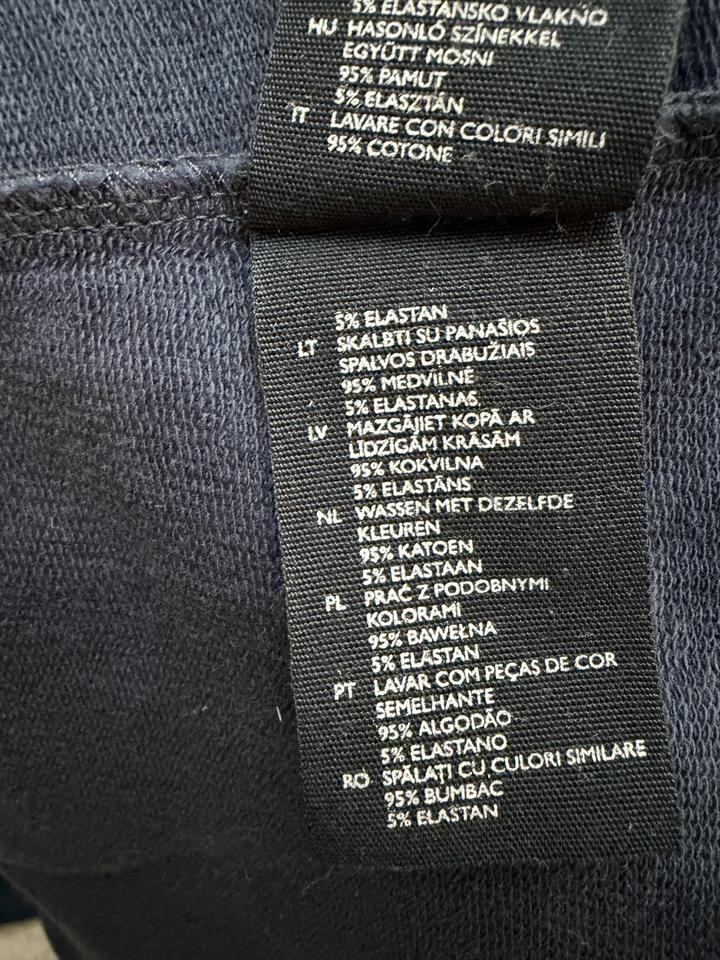 5% ELASTANSKO VLAKNO
HU HASONLÓ SZÍNEKKEL
EGYÜTT MOSNI
95% PAMUT
5% ELASZTÁN
IT LAVARE CON COLORI SIMILI
95% COTONE
5% ELASTAN
LT SKALBTI SU PANAŠIOS
SPALVOS DRABUŽIAIS
95% MEDVILNĖ
5% ELASTANAS
LV MAZGĀJIET KOPĀ AR
LĪDZĪGĀM KRĀSĀM
95% KOKVILNA
5% ELASTĀNS
NL WASSEN MET DEZELFDE
KLEUREN
95% KATOEN
5% ELASTAAN
PL PRAĆ Z PODOBNYMI
KOLORAMI
95% BAWEŁNA
5% ELASTAN
PT LAVAR COM PEÇAS DE COR
SEMELHANTE
95% ALGODÃO
5% ELASTANO
RO SPĂLAȚI CU CULORI SIMILARE
95% BUMBAC
5% ELASTAN